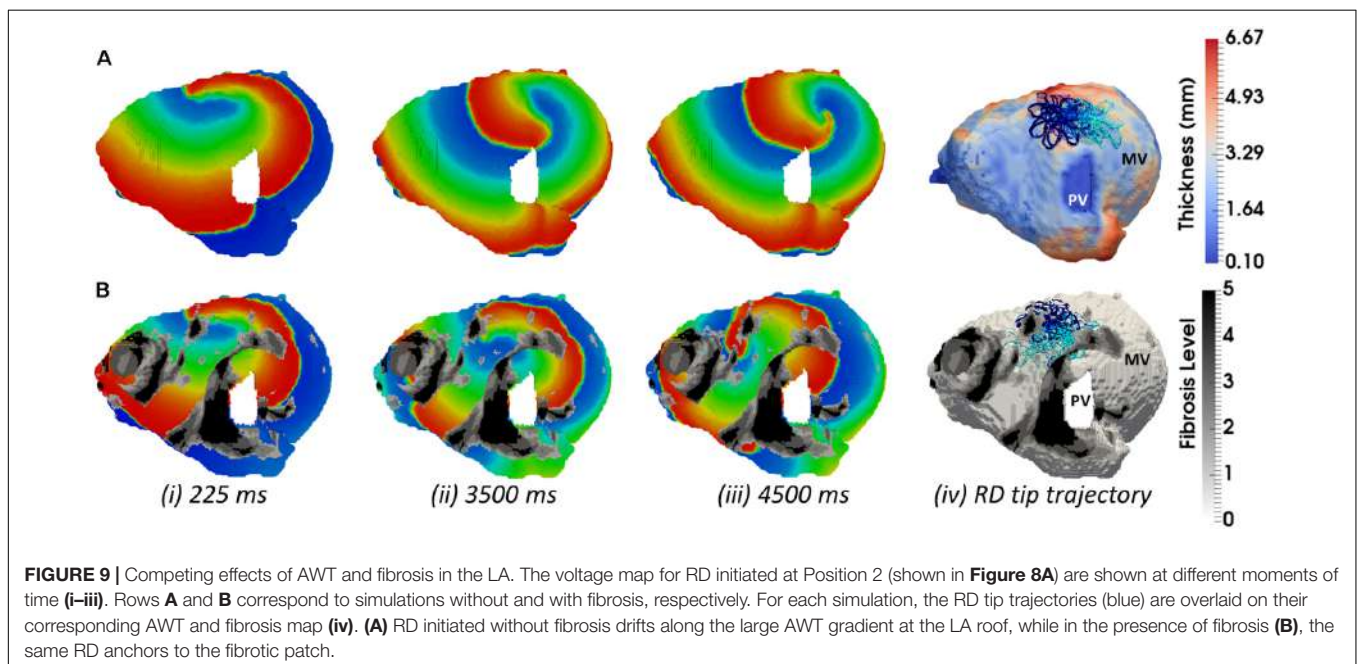 A
MV
PV
Thickness (mm)
6.67
4.93
3.29
1.64
0.10
B
MV
PV
Fibrosis Level
5
4
3
2
1
0
(i) 225 ms
(ii) 3500 ms
(iii) 4500 ms
(iv) RD tip trajectory
FIGURE 9 | Competing effects of AWT and fibrosis in the LA. The voltage map for RD initiated at Position 2 (shown in Figure 8A) are shown at different moments of
time (i–iii). Rows A and B correspond to simulations without and with fibrosis, respectively. For each simulation, the RD tip trajectories (blue) are overlaid on their
corresponding AWT and fibrosis map (iv). (A) RD initiated without fibrosis drifts along the large AWT gradient at the LA roof, while in the presence of fibrosis (B), the
same RD anchors to the fibrotic patch.